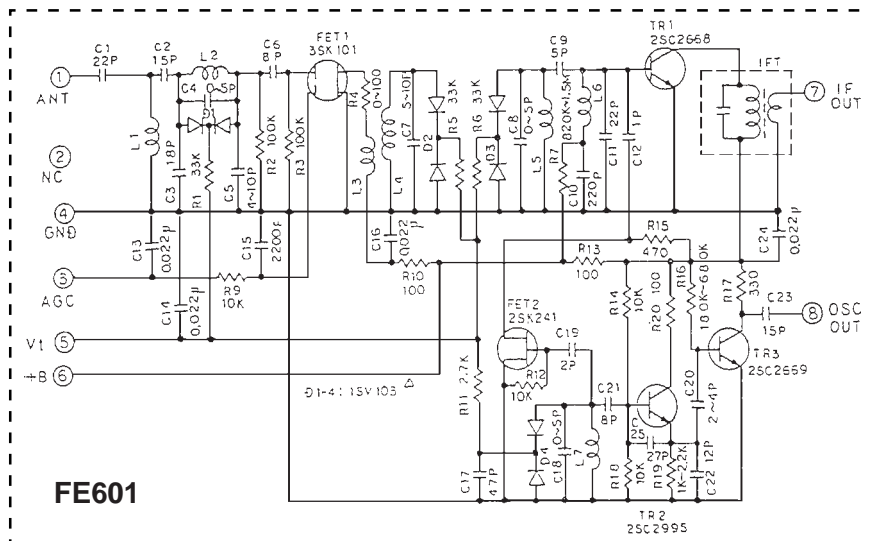 C1
22P
C2
15P
L2
C4
0~5P
D1
C6
8P
FET1
3SK101
R4
0~100
5~10P
C7
D2
R5 33K
R6 33K
D3
C9
5P
C8
0~5P
L5
R7
820K~1.5M
L6
C10
220P
C11 22P
C12 1P
TR1
2SC2668
IFT
7 IF
OUT
1
ANT
L1
C3 18P
R1 33K
C5
4~10P
R2 100K
R3 100K
L3
L4
2
NC
4
GND
C13
0.022μ
C15
2200P
C16
0.022μ
C24
0.022μ
3
AGC
R9
10K
R10
100
R13
100
R15
470
R16
R17
330
C14
0.022μ
FET2
2SK241
C19
2P
R14
10K
R20 100
C23
15P
8 OSC
OUT
Vt 5
+B 6
D1-4: 1SV103
R11 2.7K
R12
10K
C21
8P
TR3
2SC2669
C20
2~4P
C17
47P
D4
C18
0~5P
L7
C
25
27P
R18
10K
R19
1K~2.2K
C22 12P
TR2
2SC2995
FE601